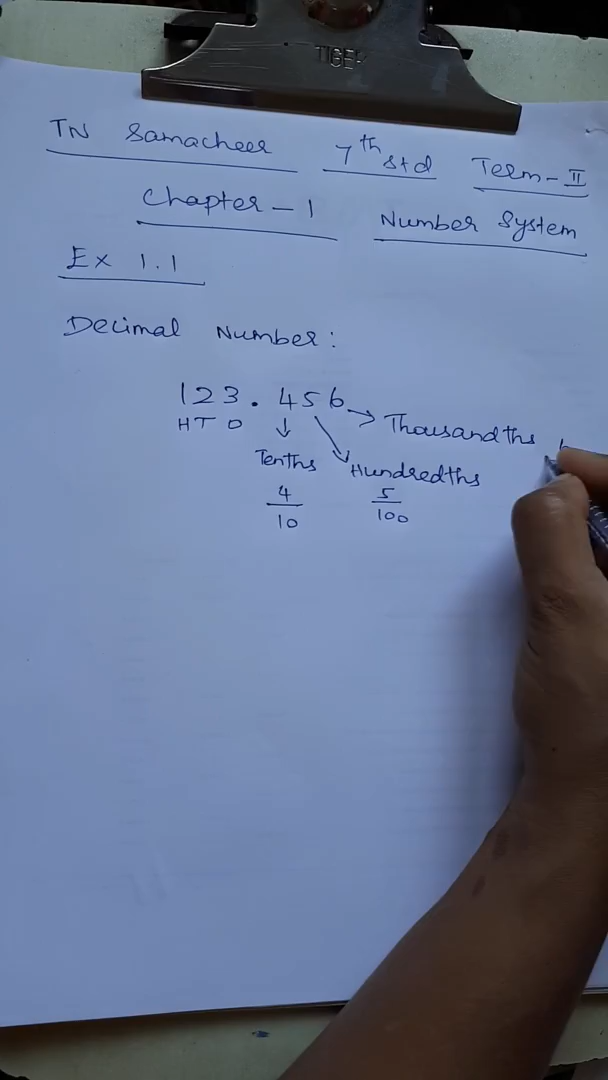 TIGER
TN Samacheer 7th std Term - II
Chapter - 1 Number System
Ex 1.1
Decimal Number:
123.456 → Thousandths
H T O
Tenths Hundredths
4/10 5/100